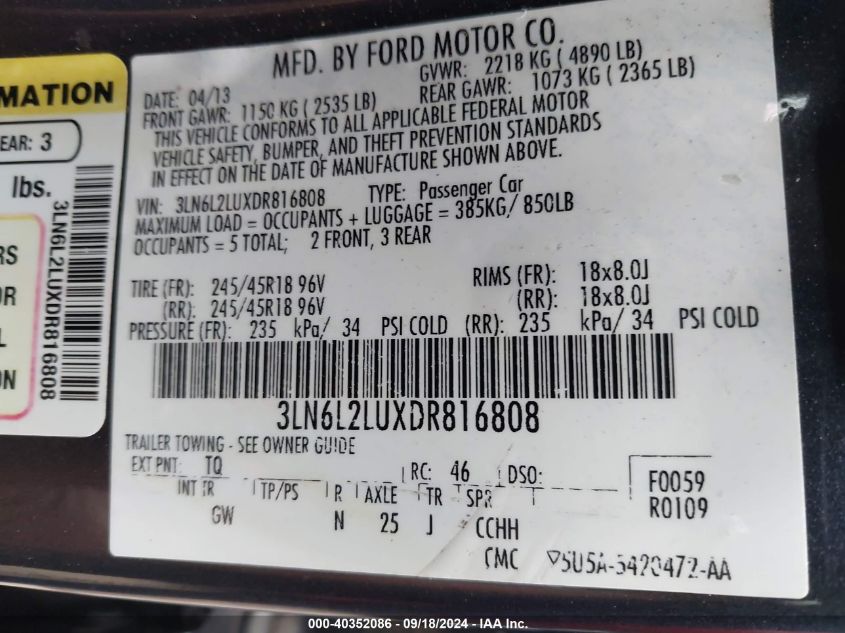 MATION
EAR: 3
lbs.
3LN6L2LUXDR816808
RS
OR
L
ON
MFD. BY FORD MOTOR CO.
DATE: 04/13 GVWR: 2218 KG ( 4890 LB)
FRONT GAWR: 1150 KG ( 2535 LB) REAR GAWR: 1073 KG ( 2365 LB)
THIS VEHICLE CONFORMS TO ALL APPLICABLE FEDERAL MOTOR
VEHICLE SAFETY, BUMPER, AND THEFT PREVENTION STANDARDS
IN EFFECT ON THE DATE OF MANUFACTURE SHOWN ABOVE.
VIN: 3LN6L2LUXDR816808 TYPE: Passenger Car
MAXIMUM LOAD = OCCUPANTS + LUGGAGE = 385KG/ 850LB
OCCUPANTS = 5 TOTAL; 2 FRONT, 3 REAR
TIRE (FR): 245/45R18 96V RIMS (FR): 18x8.0J
(RR): 245/45R18 96V (RR): 18x8.0J
PRESSURE (FR): 235 kPa/ 34 PSI COLD (RR): 235 kPa/ 34 PSI COLD
3LN6L2LUXDR816808
TRAILER TOWING - SEE OWNER GUIDE
EXT PNT: TQ RC: 46 DSO: F0059
INT TR TP/PS R AXLE TR SPR R0109
GW N 25 J CCHH
CMC 5U5A-5420472-AA
000-40352086 - 09/18/2024 - IAA Inc.